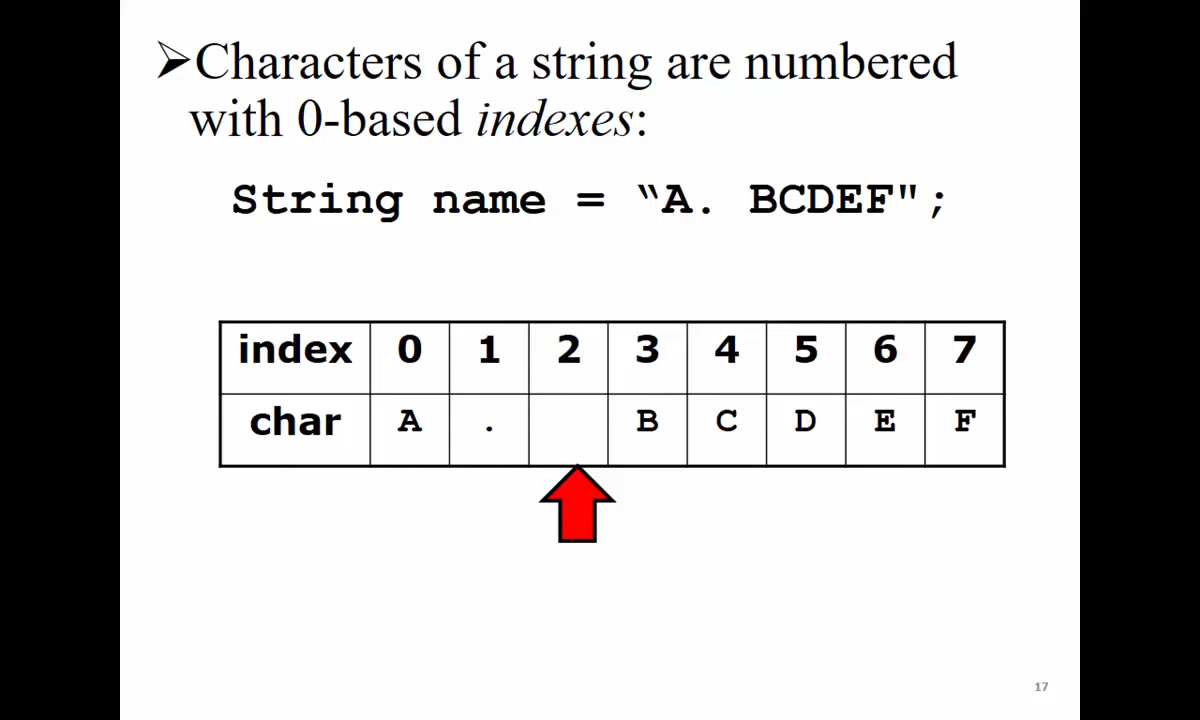 ➢Characters of a string are numbered
with 0-based indexes:
String name = “A. BCDEF";
index 0 1 2 3 4 5 6 7
char A . B C D E F
17